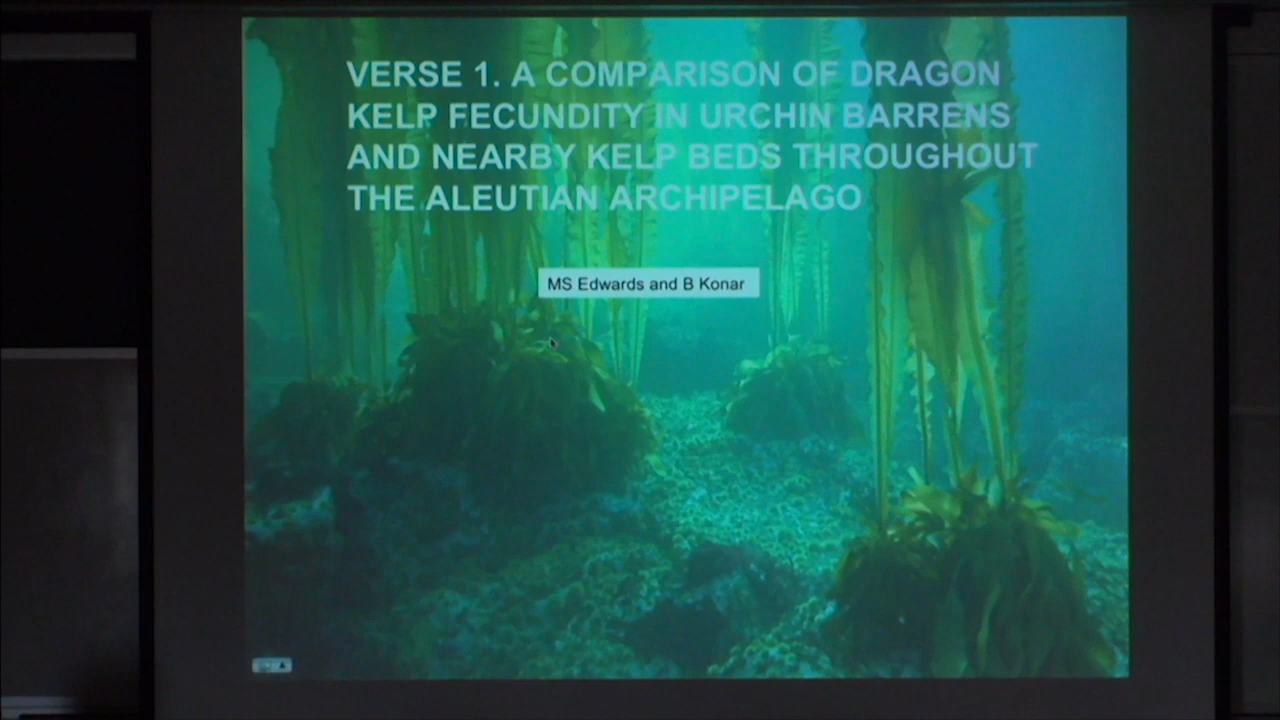 VERSE 1. A COMPARISON OF DRAGON
KELP FECUNDITY IN URCHIN BARRENS
AND NEARBY KELP BEDS THROUGHOUT
THE ALEUTIAN ARCHIPELAGO
MS Edwards and B Konar